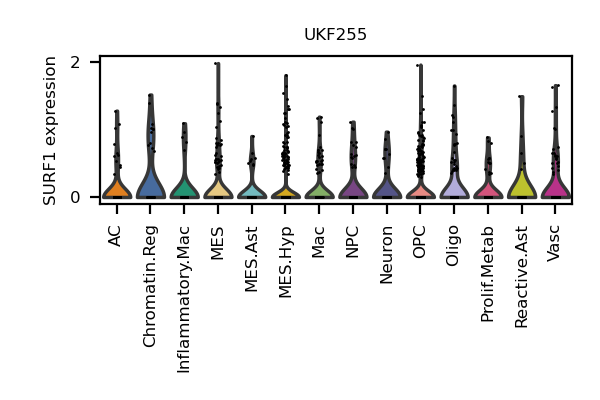 UKF255
SURF1 expression
2
0
AC
Chromatin.Reg
Inflammatory.Mac
MES
MES.Ast
MES.Hyp
Mac
NPC
Neuron
OPC
Oligo
Prolif.Metab
Reactive.Ast
Vasc